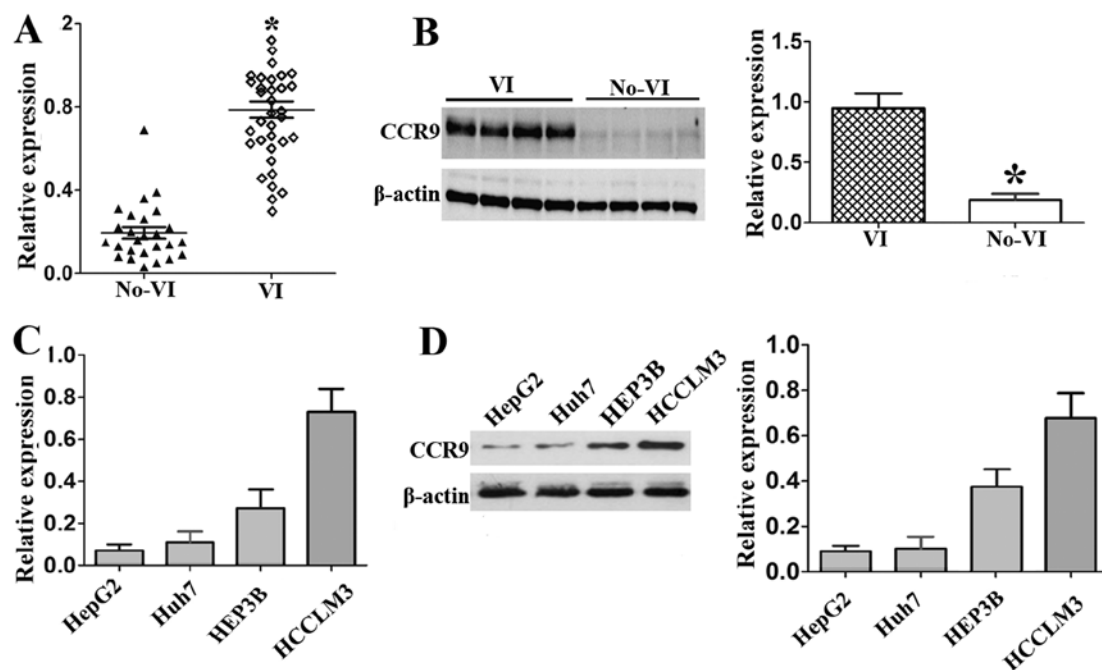 A
Relative expression
1.2
0.8
0.4
0.0
*
No-VI
VI
B
VI
No-VI
CCR9
β-actin
Relative expression
1.5
1.0
0.5
0.0
*
VI
No-VI
C
Relative expression
1.0
0.8
0.6
0.4
0.2
0.0
HepG2
Huh7
HEP3B
HCCLM3
D
HepG2
Huh7
HEP3B
HCCLM3
CCR9
β-actin
Relative expression
1.0
0.8
0.6
0.4
0.2
0.0
HepG2
Huh7
HEP3B
HCCLM3